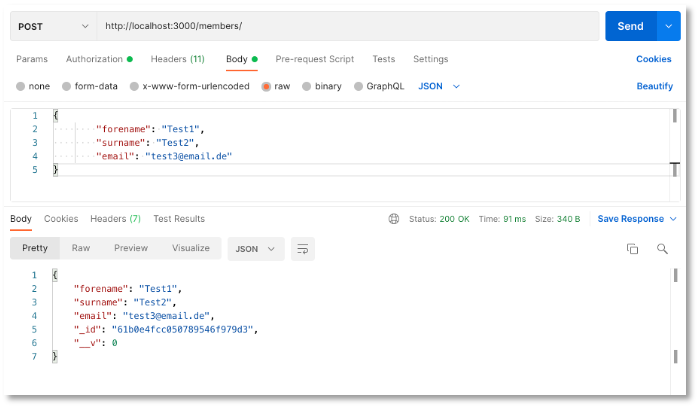 POST http://localhost:3000/members/ Send
Params Authorization Headers (11) Body Pre-request Script Tests Settings Cookies
none form-data x-www-form-urlencoded raw binary GraphQL JSON Beautify
1 {
2 "forename": "Test1",
3 "surname": "Test2",
4 "email": "test3@email.de"
5 }
Body Cookies Headers (7) Test Results Status: 200 OK Time: 91 ms Size: 340 B Save Response
Pretty Raw Preview Visualize JSON
1 {
2 "forename": "Test1",
3 "surname": "Test2",
4 "email": "test3@email.de",
5 "_id": "61b0e4fcc050789546f979d3",
6 "__v": 0
7 }